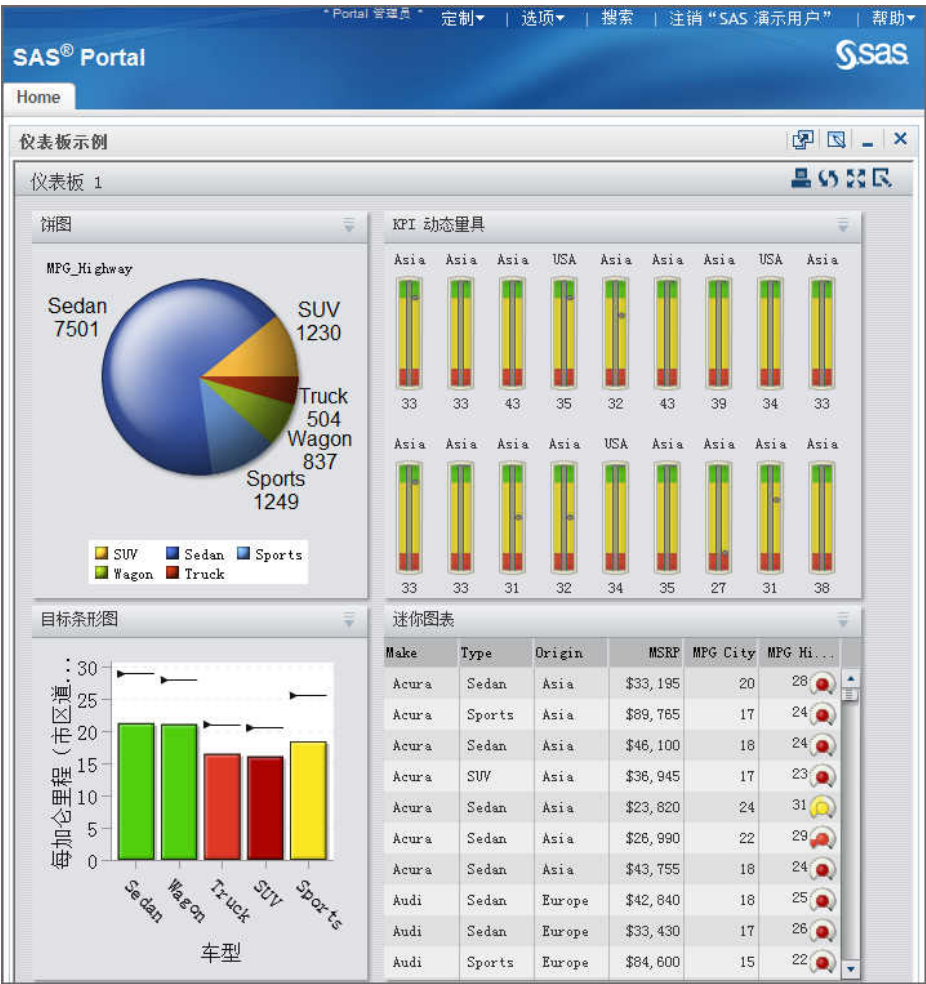 * Portal 管理员 * 定制 | 选项 | 搜索 | 注销 “SAS 演示用户” | 帮助
SAS® Portal
sas
Home
仪表板示例
仪表板 1
饼图
MPG_Highway
Sedan
7501
SUV
1230
Truck
504
Wagon
837
Sports
1249
SUV Sedan Sports
Wagon Truck
KPI 动态量具
Asia Asia Asia USA Asia Asia Asia USA Asia
33 33 43 35 32 43 39 34 33
Asia Asia Asia Asia USA Asia Asia Asia Asia
33 33 31 32 34 35 27 31 38
目标条形图
每加仑里程（市区道...
30
25
20
15
10
5
0
Sedan Wagon Truck SUV Sports
车型
迷你图表
Make Type Origin MSRP MPG City MPG Hi...
Acura Sedan Asia $33,195 20 28
Acura Sports Asia $89,765 17 24
Acura Sedan Asia $46,100 18 24
Acura SUV Asia $36,945 17 23
Acura Sedan Asia $23,820 24 31
Acura Sedan Asia $26,990 22 29
Acura Sedan Asia $43,755 18 24
Audi Sedan Europe $42,840 18 25
Audi Sedan Europe $33,430 17 26
Audi Sports Europe $84,600 15 22